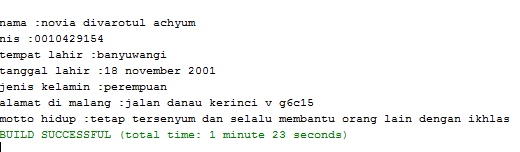 nama :novia divarotul achyum
nis :0010429154
tempat lahir :banyuwangi
tanggal lahir :18 november 2001
jenis kelamin :perempuan
alamat di malang :jalan danau kerinci v g6c15
motto hidup :tetap tersenyum dan selalu membantu orang lain dengan ikhlas
BUILD SUCCESSFUL (total time: 1 minute 23 seconds)